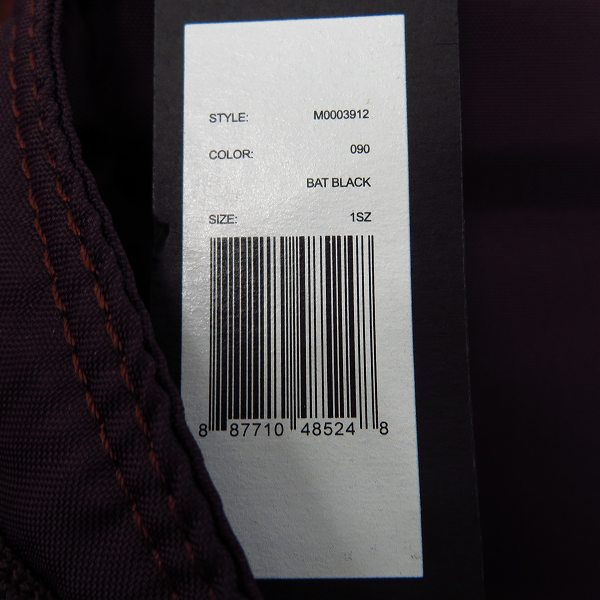 STYLE: M0003912
COLOR: 090
BAT BLACK
SIZE: 1SZ
8 87710 48524 8